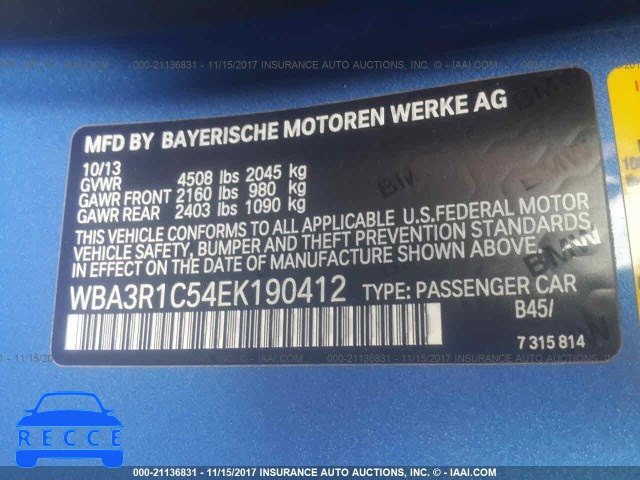 000-21136831 - 11/15/2017 INSURANCE AUTO AUCTIONS, INC. © - IAAI.COM
MFD BY BAYERISCHE MOTOREN WERKE AG
10/13
GVWR 4508 lbs 2045 kg
GAWR FRONT 2160 lbs 980 kg
GAWR REAR 2403 lbs 1090 kg
THIS VEHICLE CONFORMS TO ALL APPLICABLE U.S.FEDERAL MOTOR
VEHICLE SAFETY, BUMPER AND THEFT PREVENTION STANDARDS
IN EFFECT ON THE DATE OF MANUFACTURE SHOWN ABOVE.
WBA3R1C54EK190412 TYPE: PASSENGER CAR
B45/
7 315 814
BMW
BMW
BMW
BMW
000-21136831 - 11/15/2017 INSURANCE AUTO AUCTIONS, INC. © - IAAI.COM
000-21136831 - 11/15/2017 INSURANCE AUTO AUCTIONS, INC. © - IAAI.COM